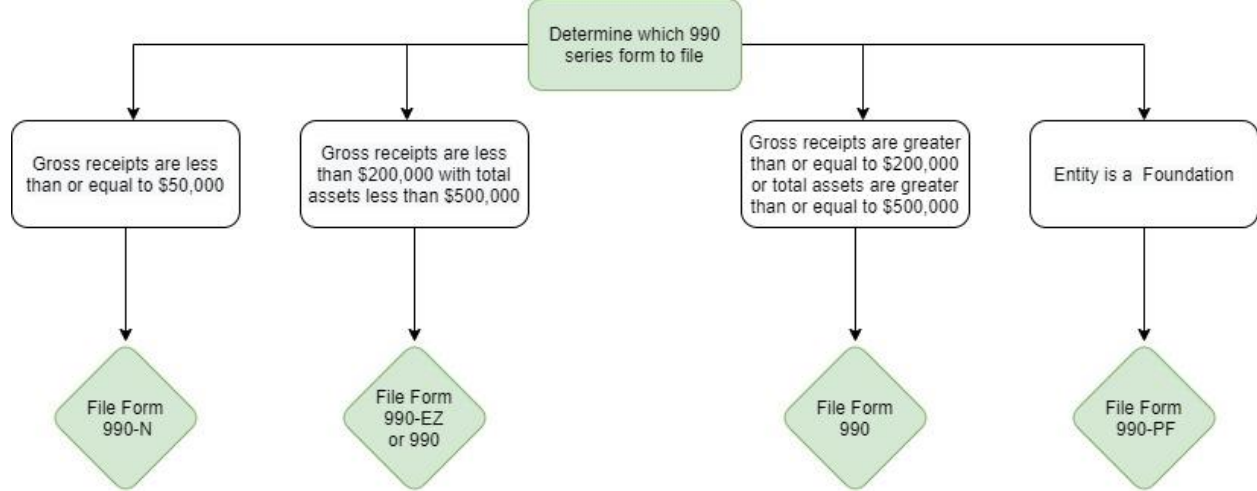 Determine which 990
series form to file
Gross receipts are less
than or equal to $50,000
Gross receipts are less
than $200,000 with total
assets less than $500,000
Gross receipts are greater
than or equal to $200,000
or total assets are greater
than or equal to $500,000
Entity is a Foundation
File Form
990-N
File Form
990-EZ
or 990
File Form
990
File Form
990-PF